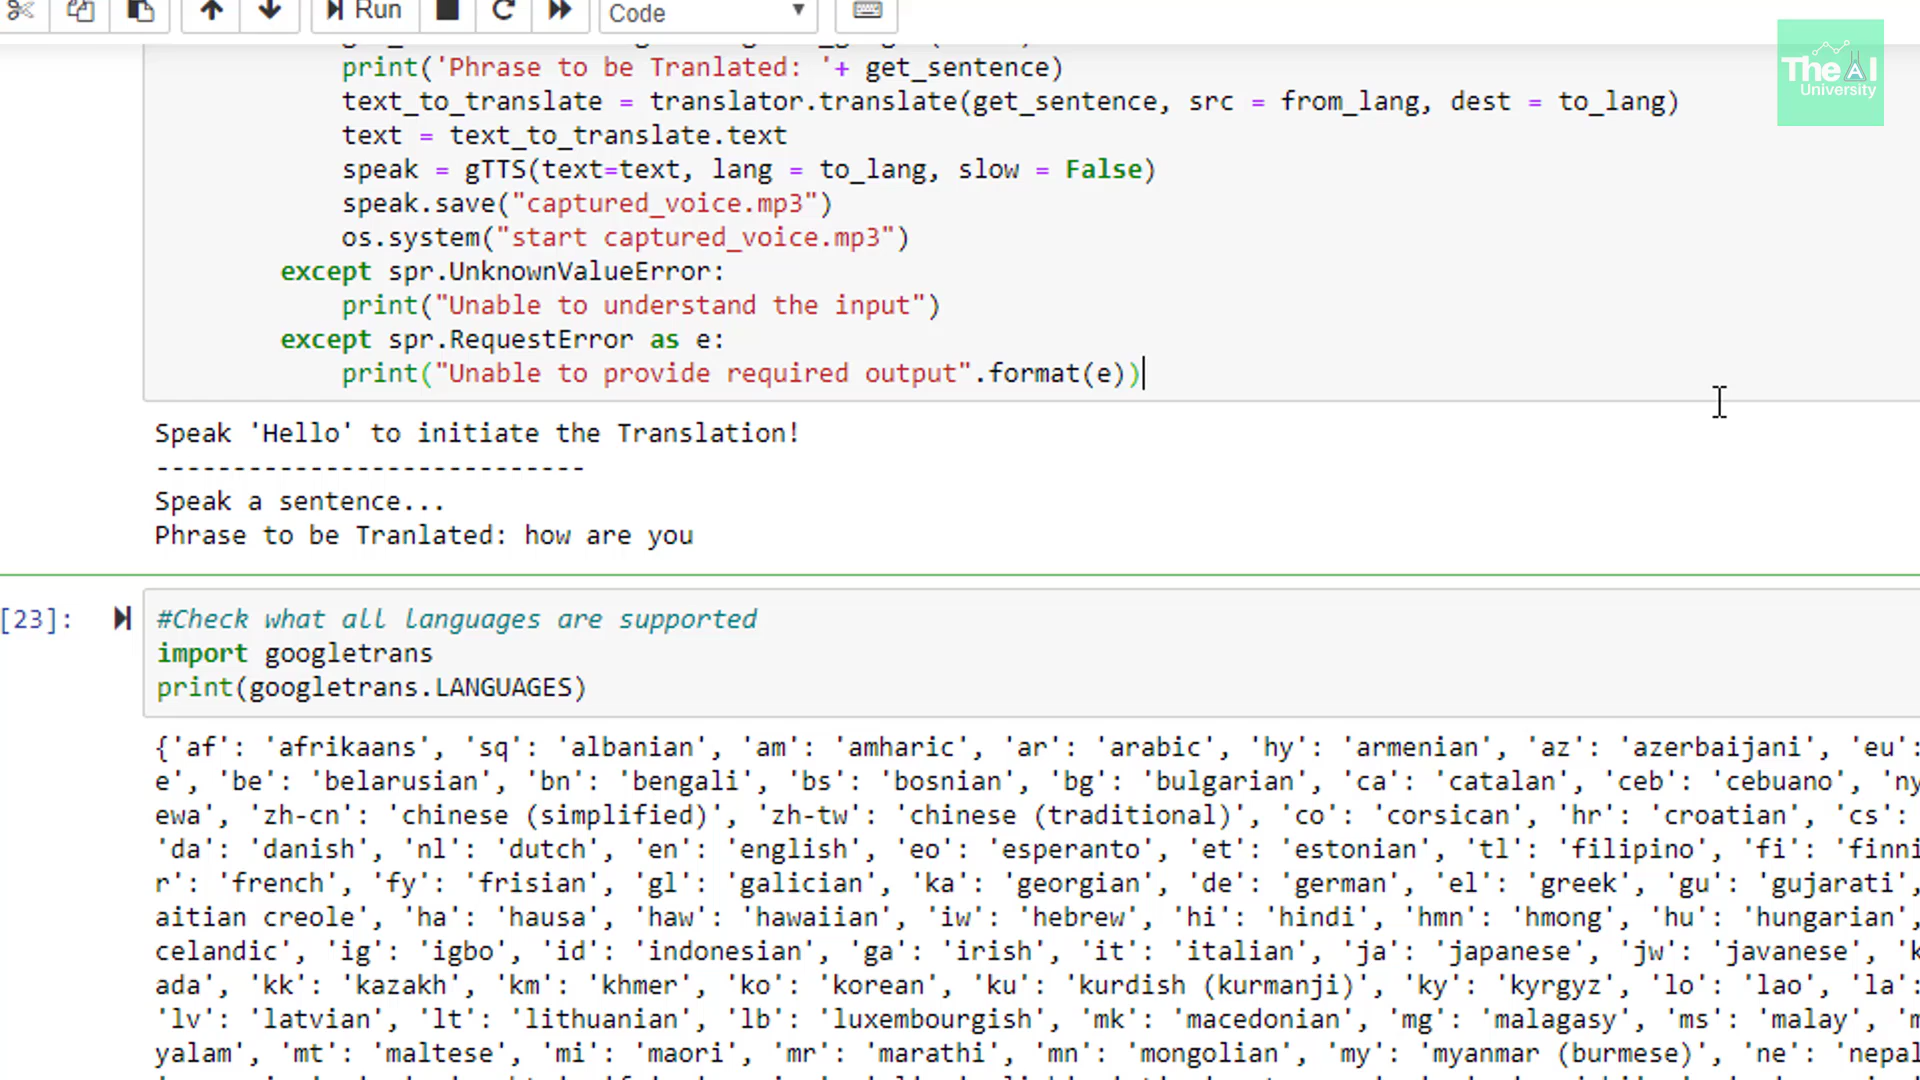 Run
Code
The AI
University
print('Phrase to be Tranlated: '+ get_sentence)
text_to_translate = translator.translate(get_sentence, src = from_lang, dest = to_lang)
text = text_to_translate.text
speak = gTTS(text=text, lang = to_lang, slow = False)
speak.save("captured_voice.mp3")
os.system("start captured_voice.mp3")
except spr.UnknownValueError:
print("Unable to understand the input")
except spr.RequestError as e:
print("Unable to provide required output".format(e))
Speak 'Hello' to initiate the Translation!
----------------------------
Speak a sentence...
Phrase to be Tranlated: how are you
[23]:
#Check what all languages are supported
import googletrans
print(googletrans.LANGUAGES)
{'af': 'afrikaans', 'sq': 'albanian', 'am': 'amharic', 'ar': 'arabic', 'hy': 'armenian', 'az': 'azerbaijani', 'eu':
e', 'be': 'belarusian', 'bn': 'bengali', 'bs': 'bosnian', 'bg': 'bulgarian', 'ca': 'catalan', 'ceb': 'cebuano', 'ny
ewa', 'zh-cn': 'chinese (simplified)', 'zh-tw': 'chinese (traditional)', 'co': 'corsican', 'hr': 'croatian', 'cs':
'da': 'danish', 'nl': 'dutch', 'en': 'english', 'eo': 'esperanto', 'et': 'estonian', 'tl': 'filipino', 'fi': 'finni
r': 'french', 'fy': 'frisian', 'gl': 'galician', 'ka': 'georgian', 'de': 'german', 'el': 'greek', 'gu': 'gujarati',
aitian creole', 'ha': 'hausa', 'haw': 'hawaiian', 'iw': 'hebrew', 'hi': 'hindi', 'hmn': 'hmong', 'hu': 'hungarian',
celandic', 'ig': 'igbo', 'id': 'indonesian', 'ga': 'irish', 'it': 'italian', 'ja': 'japanese', 'jw': 'javanese', 'k
ada', 'kk': 'kazakh', 'km': 'khmer', 'ko': 'korean', 'ku': 'kurdish (kurmanji)', 'ky': 'kyrgyz', 'lo': 'lao', 'la':
'lv': 'latvian', 'lt': 'lithuanian', 'lb': 'luxembourgish', 'mk': 'macedonian', 'mg': 'malagasy', 'ms': 'malay', 'm
yalam', 'mt': 'maltese', 'mi': 'maori', 'mr': 'marathi', 'mn': 'mongolian', 'my': 'myanmar (burmese)', 'ne': 'nepal